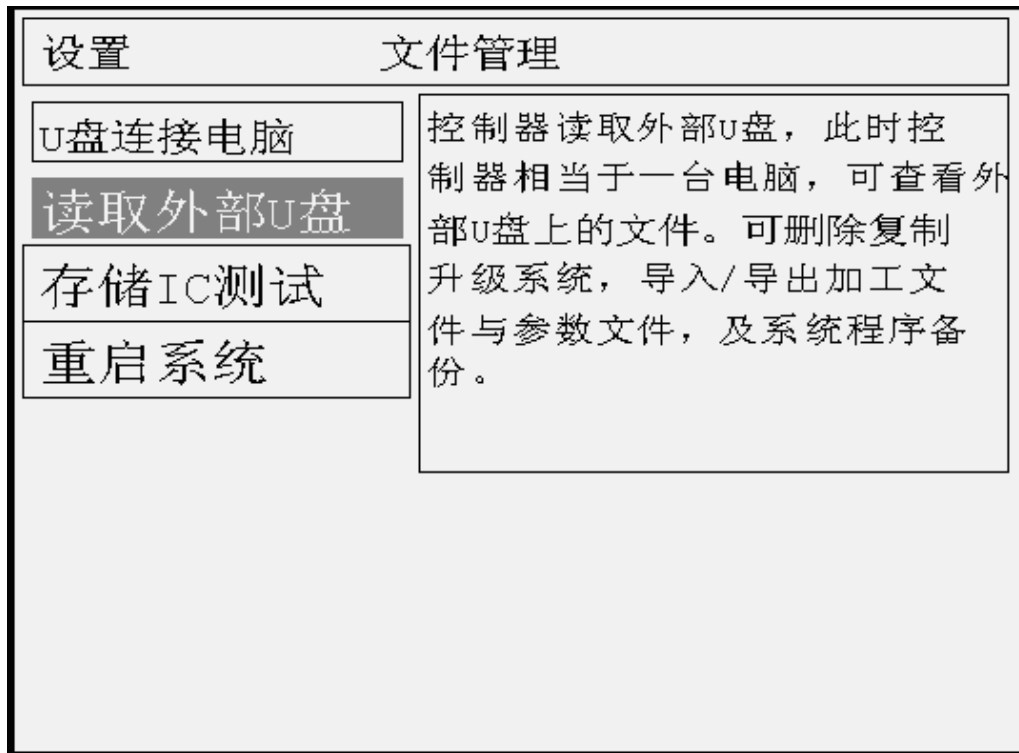 设置 文件管理
U盘连接电脑
读取外部U盘
存储IC测试
重启系统
控制器读取外部U盘，此时控
制器相当于一台电脑，可查看外
部U盘上的文件。可删除复制
升级系统，导入/导出加工文
件与参数文件，及系统程序备
份。